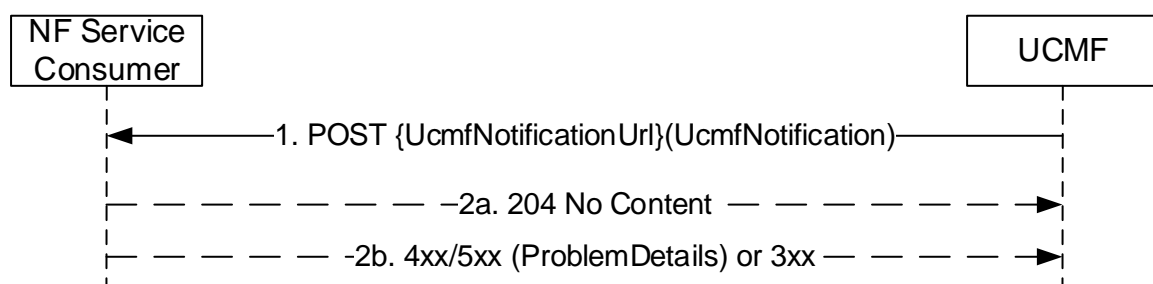 NF Service
Consumer
UCMF
1. POST {UcmfNotificationUrl}(UcmfNotification)
2a. 204 No Content
2b. 4xx/5xx (ProblemDetails) or 3xx